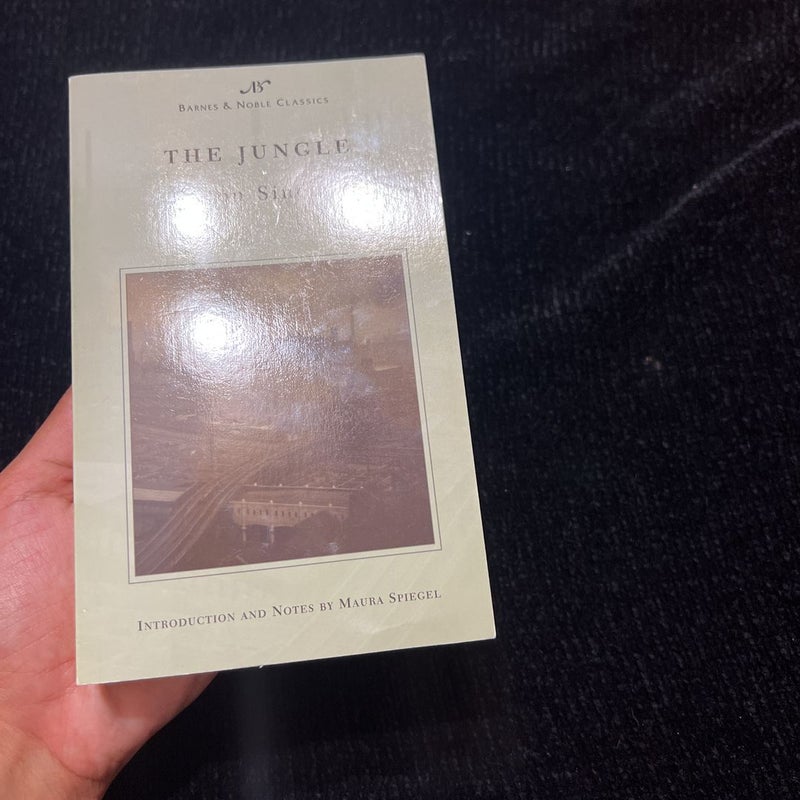 BARNES & NOBLE CLASSICS
THE JUNGLE
INTRODUCTION AND NOTES BY MAURA SPIEGEL